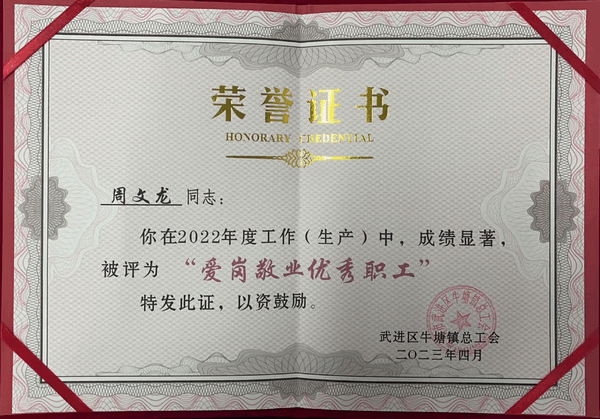 荣誉证书
HONORARY CREDENTIAL
周文龙 同志：
你在2022年度工作（生产）中，成绩显著，
被评为 “爱岗敬业优秀职工”
特发此证，以资鼓励。
武进区牛塘镇总工会
二〇二三年四月